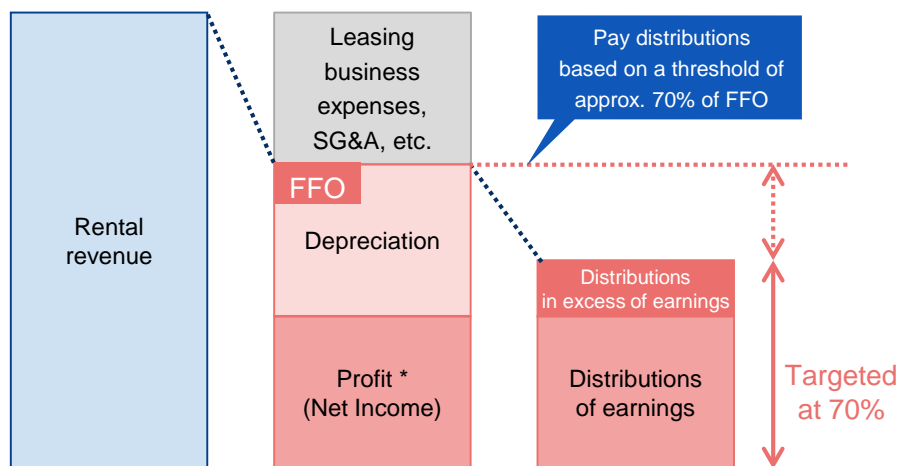 Rental
revenue
Leasing
business
expenses,
SG&A, etc.
FFO
Depreciation
Profit *
(Net Income)
Pay distributions
based on a threshold of
approx. 70% of FFO
Distributions
in excess of earnings
Distributions
of earnings
Targeted
at 70%